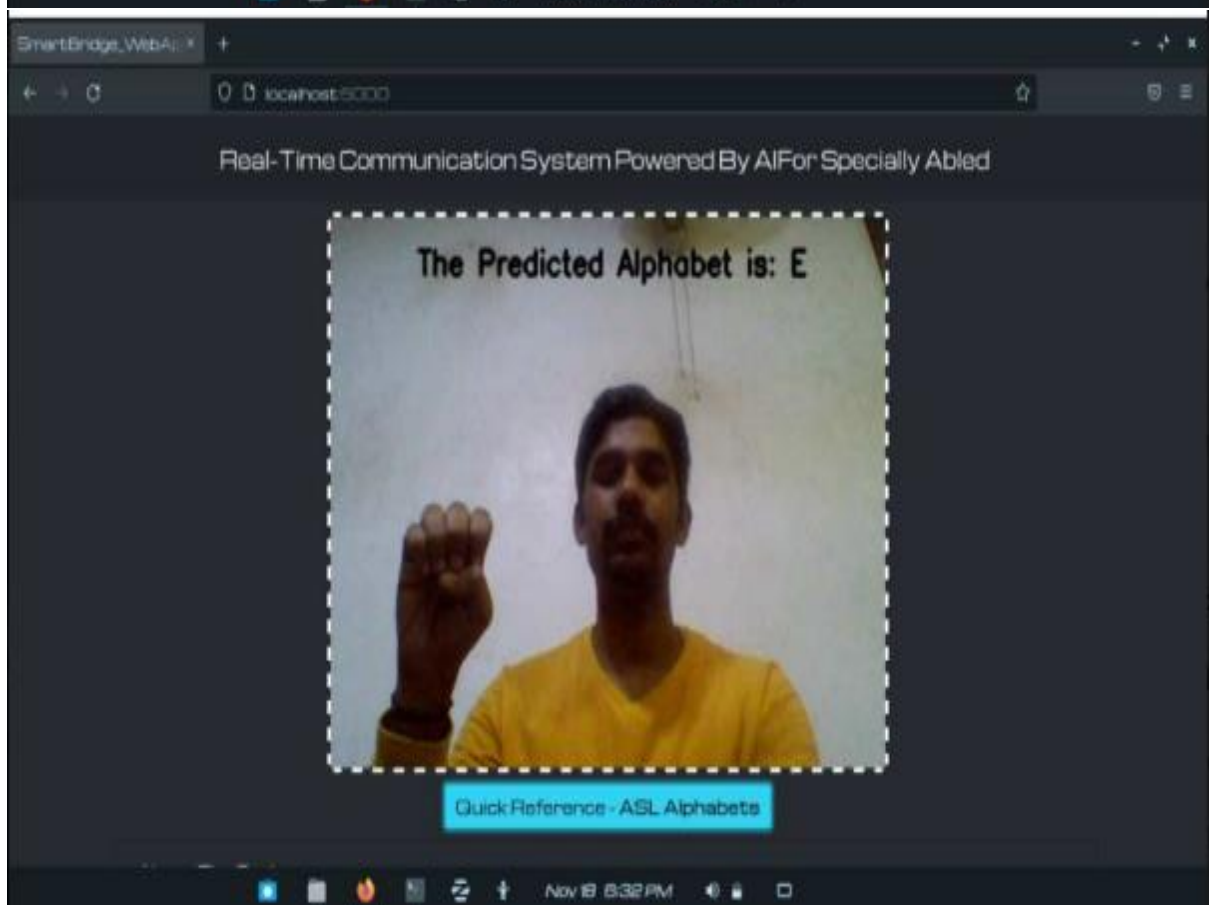 SmartBridge_WebAp
localhost:5000
Real-Time Communication System Powered By AIFor Specially Abled
The Predicted Alphabet is: E
Quick Reference - ASL Alphabets
Nov 18 6:32 PM